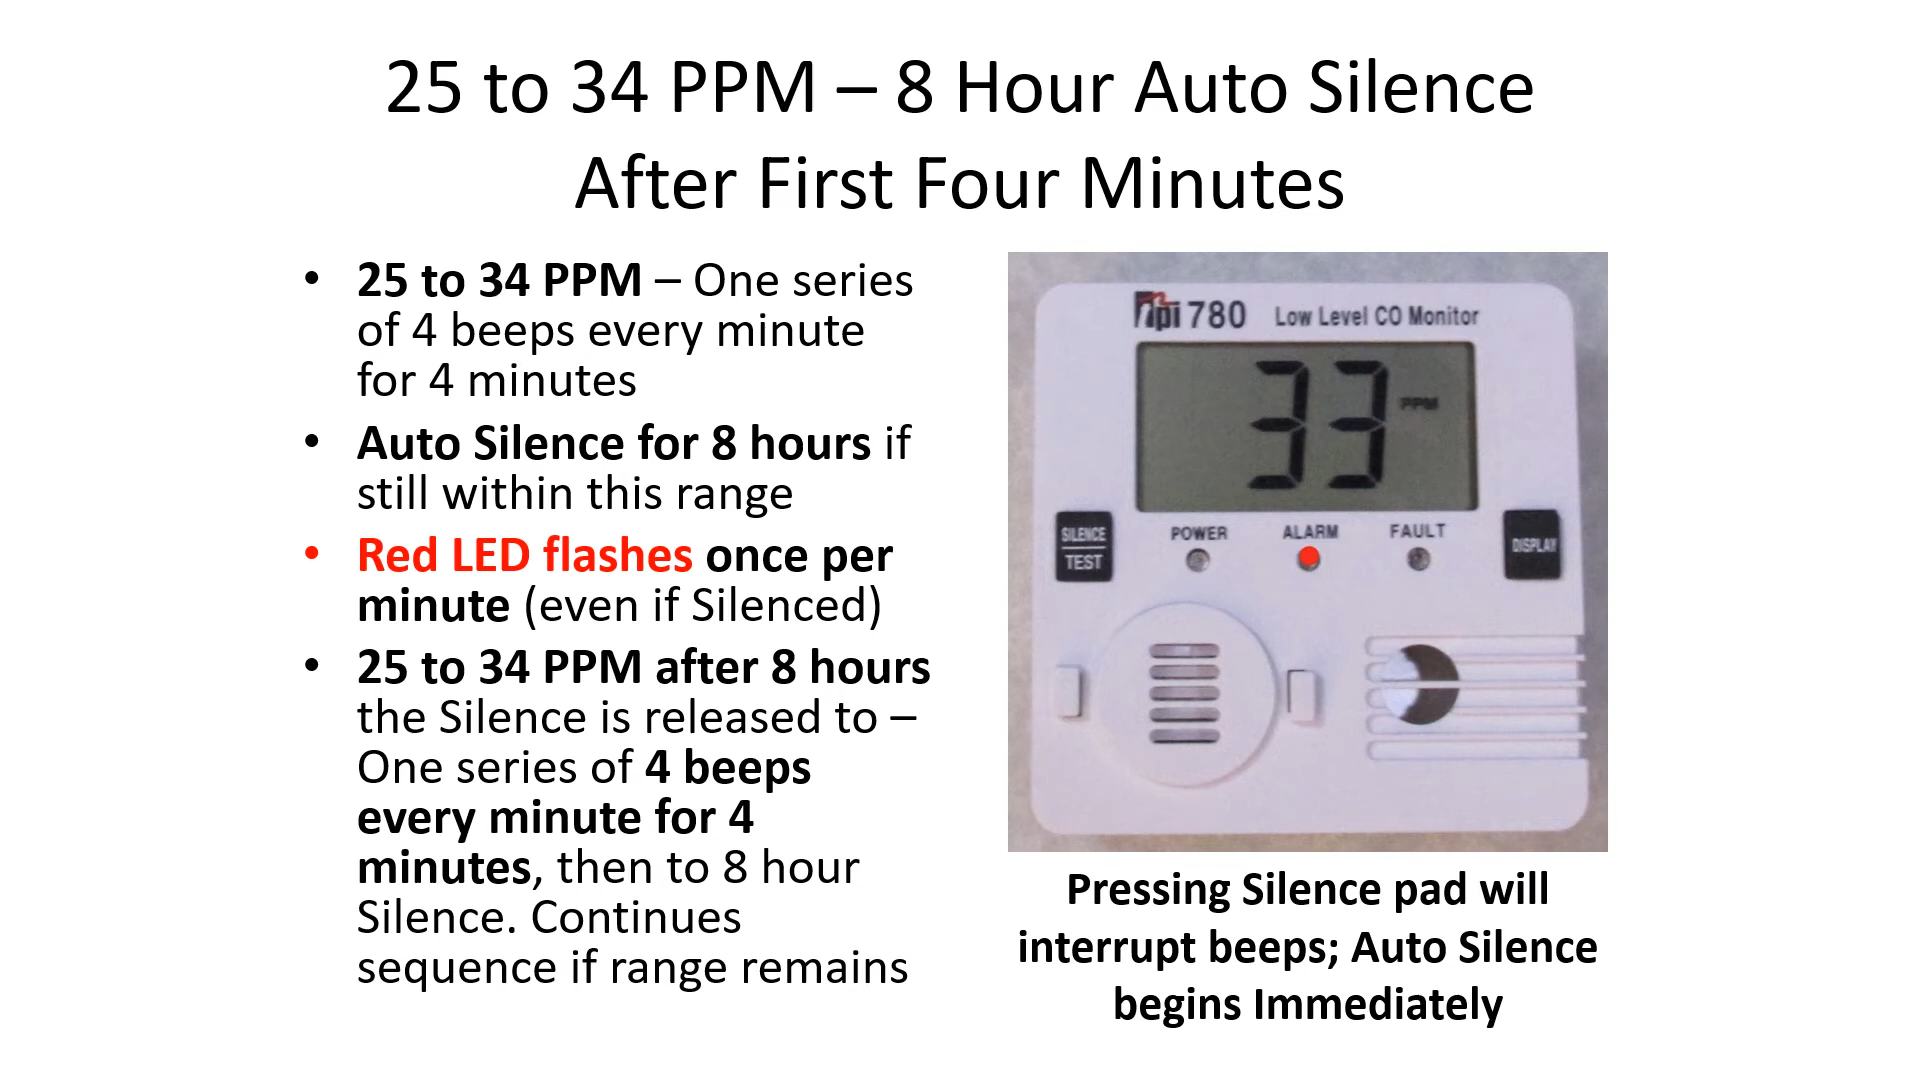 25 to 34 PPM – 8 Hour Auto Silence
After First Four Minutes
• 25 to 34 PPM – One series
of 4 beeps every minute
for 4 minutes
• Auto Silence for 8 hours if
still within this range
• Red LED flashes once per
minute (even if Silenced)
• 25 to 34 PPM after 8 hours
the Silence is released to –
One series of 4 beeps
every minute for 4
minutes, then to 8 hour
Silence. Continues
sequence if range remains
tpi 780 Low Level CO Monitor
33 PPM
SILENCE
TEST
POWER ALARM FAULT
DISPLAY
Pressing Silence pad will
interrupt beeps; Auto Silence
begins Immediately